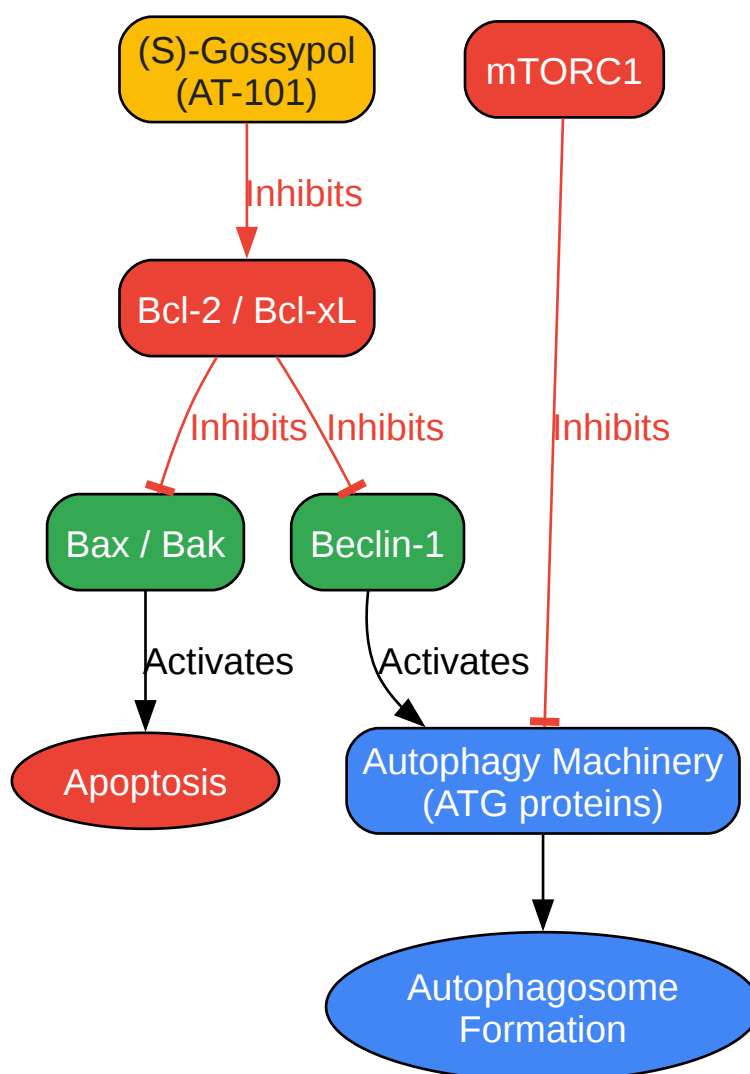 (S)-Gossypol
(AT-101)
mTORC1
Inhibits
Bcl-2 / Bcl-xL
Inhibits
Inhibits
Inhibits
Bax / Bak
Beclin-1
Activates
Activates
Apoptosis
Autophagy Machinery
(ATG proteins)
Autophagosome
Formation